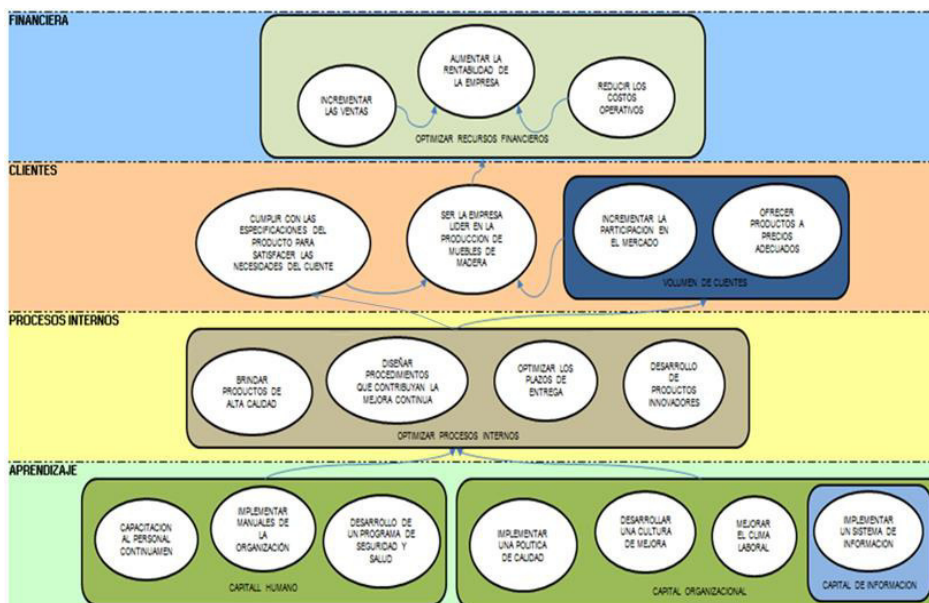 FINANCIERA
AUMENTAR LA
RENTABILIDAD DE
LA EMPRESA
INCREMENTAR
LAS VENTAS
REDUCIR LOS
COSTOS
OPERATIVOS
OPTIMIZAR RECURSOS FINANCIEROS
CLIENTES
CUMPLIR CON LAS
ESPECIFICACIONES DEL
PRODUCTO PARA
SATISFACER LAS
NECESIDADES DEL CLIENTE
SER LA EMPRESA
LIDER EN LA
PRODUCCION DE
MUEBLES DE
MADERA
INCREMENTAR LA
PARTICIPACION EN
EL MERCADO
OFRECER
PRODUCTOS A
PRECIOS
ADECUADOS
VOLUMEN DE CLIENTES
PROCESOS INTERNOS
BRINDAR
PRODUCTOS DE
ALTA CALIDAD
DISEÑAR
PROCEDIMIENTOS
QUE CONTRIBUYAN LA
MEJORA CONTINUA
OPTIMIZAR LOS
PLAZOS DE
ENTREGA
DESARROLLO
DE
PRODUCTOS
INNOVADORES
OPTIMIZAR PROCESOS INTERNOS
APRENDIZAJE
CAPACITACION
AL PERSONAL
CONTINUAMEN
IMPLEMENTAR
MANUALES DE
LA
ORGANIZACIÓN
DESARROLLO DE
UN PROGRAMA DE
SEGURIDAD Y
SALUD
CAPITALL HUMANO
IMPLEMENTAR
UNA POLITICA
DE CALIDAD
DESARROLLAR
UNA CULTURA
DE MEJORA
MEJORAR
EL CLIMA
LABORAL
IMPLEMENTAR
UN SISTEMA DE
INFORMACION
CAPITAL ORGANIZACIONAL
CAPITAL DE INFORMACION